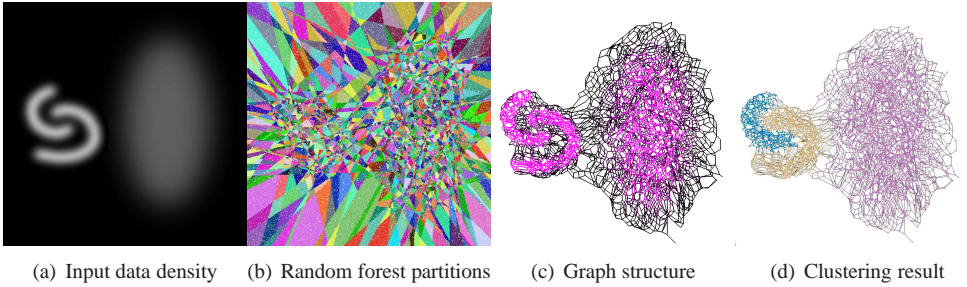 (a) Input data density (b) Random forest partitions (c) Graph structure (d) Clustering result